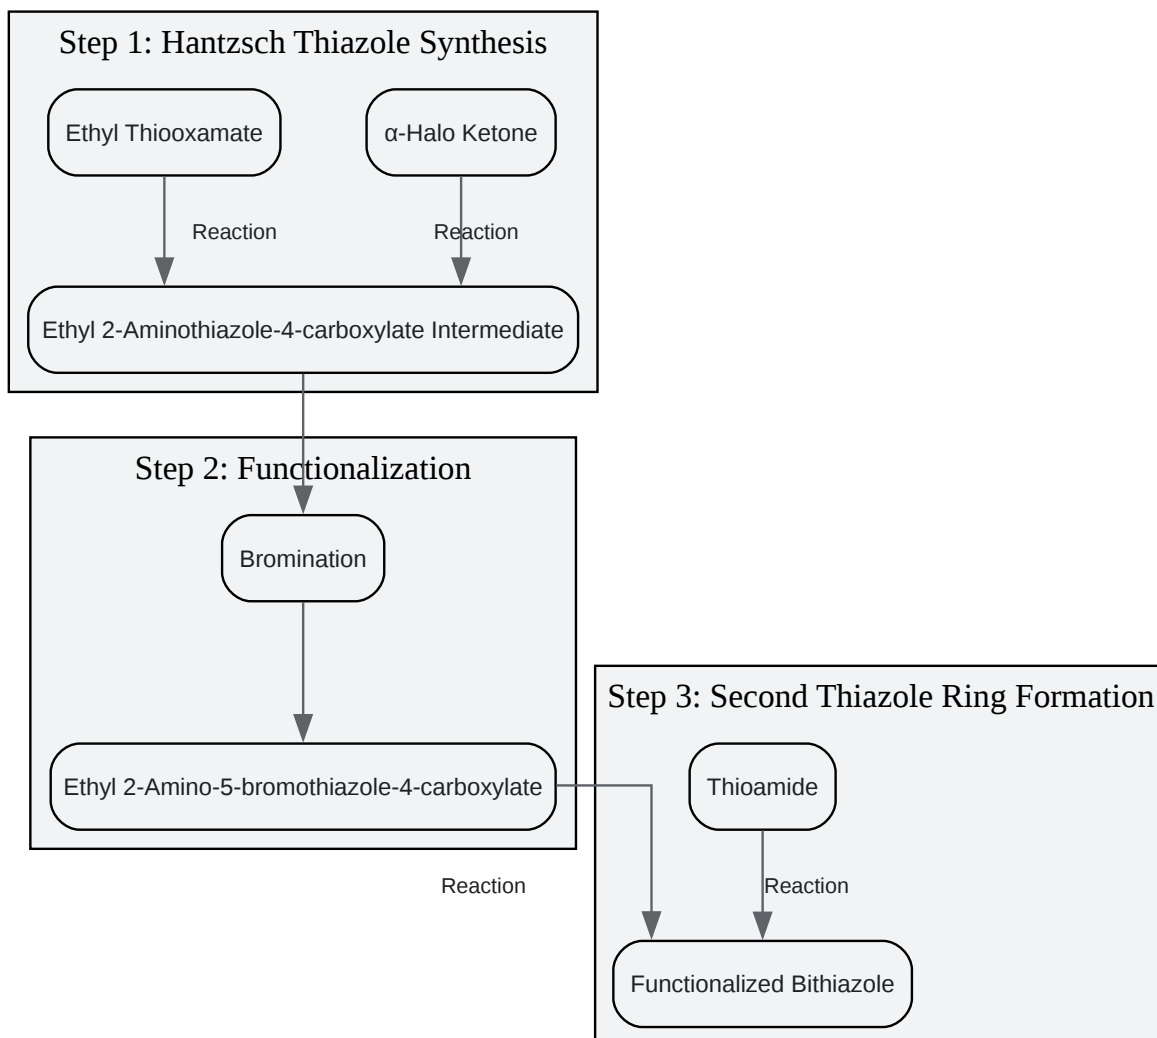 Step 1: Hantzsch Thiazole Synthesis
Ethyl Thiooxamate
α-Halo Ketone
Reaction
Reaction
Ethyl 2-Aminothiazole-4-carboxylate Intermediate
Step 2: Functionalization
Bromination
Ethyl 2-Amino-5-bromothiazole-4-carboxylate
Step 3: Second Thiazole Ring Formation
Thioamide
Reaction
Reaction
Functionalized Bithiazole